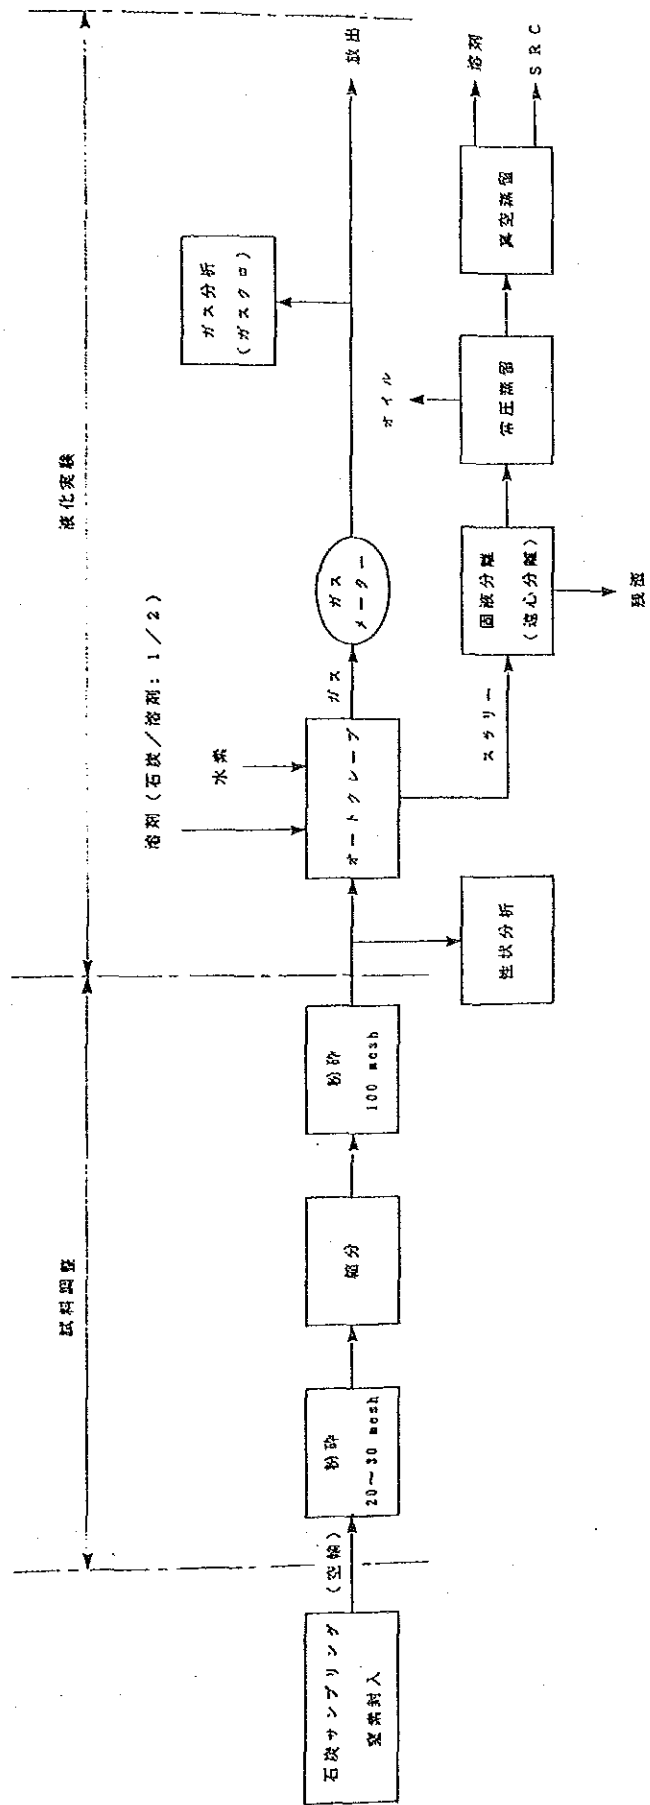 試料調整
液化実験
石炭サンプリング
窒素封入
(空輸)
粉砕
20～30 mesh
縮分
粉砕
100 mesh
性状分析
溶剤(石炭/溶剤: 1/2)
水素
オートクレーブ
ガス
ガス
メーター
ガス分析
(ガスクロ)
放出
スラリー
固液分離
(遠心分離)
残渣
常圧蒸留
オイル
真空蒸留
溶剤
SRC